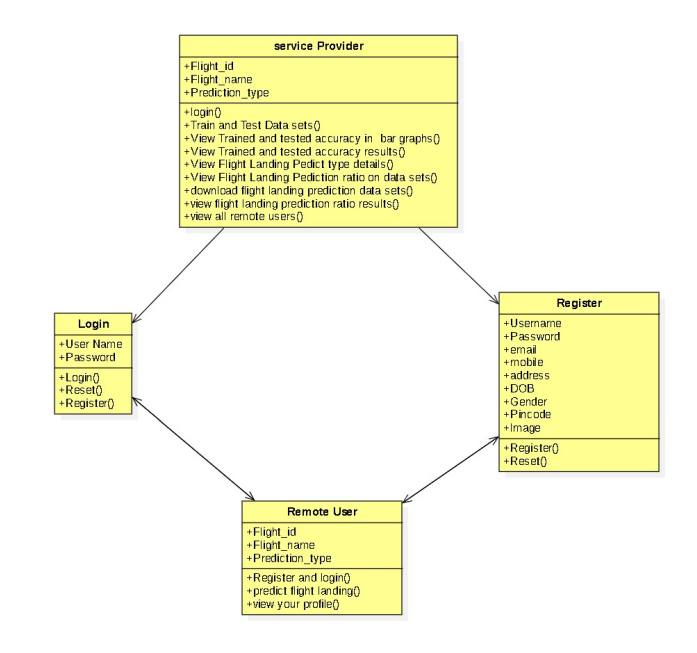 service Provider
+Flight_id
+Flight_name
+Prediction_type
+login()
+Train and Test Data sets()
+View Trained and tested accuracy in  bar graphs()
+View Trained and tested accuracy results()
+View Flight Landing Pedict type details()
+View Flight Landing Pediction ratio on data sets()
+download flight landing prediction data sets()
+view flight landing prediction ratio results()
+view all remote users()
Login
+User Name
+Password
+Login()
+Reset()
+Register()
Register
+Username
+Password
+email
+mobile
+address
+DOB
+Gender
+Pincode
+Image
+Register()
+Reset()
Remote User
+Flight_id
+Flight_name
+Prediction_type
+Register and login()
+predict flight landing()
+view your profile()